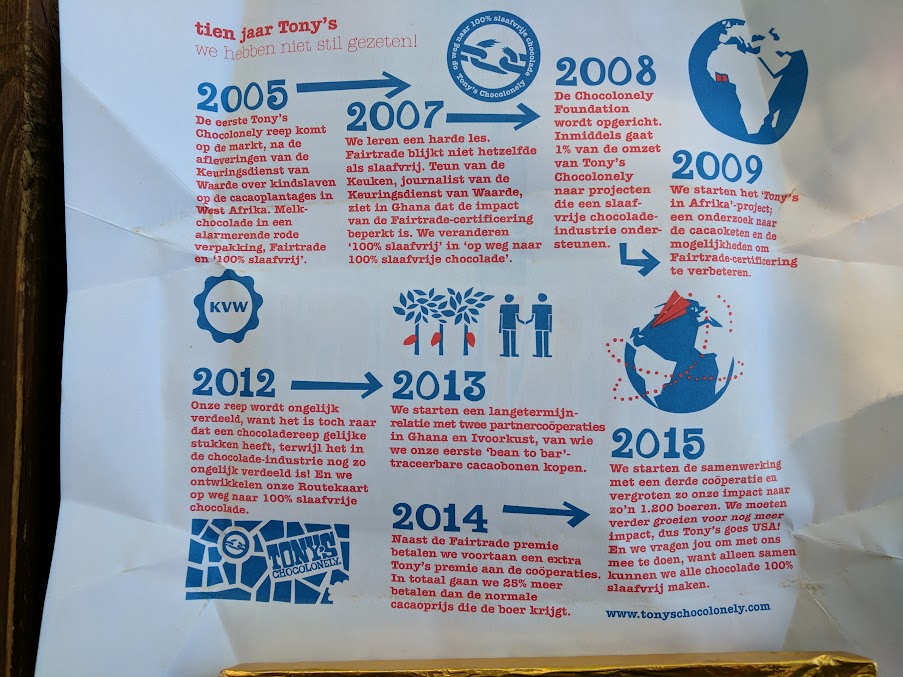 tien jaar Tony's
we hebben niet stil gezeten!
op weg naar 100% slaafvrije chocolade
Tony's Chocolonely
2005
De eerste Tony's
Chocolonely reep komt
op de markt, na de
afleveringen van de
Keuringsdienst van
Waarde over kindslaven
op de cacaoplantages in
West Afrika. Melk-
chocolade in een
alarmerende rode
verpakking, Fairtrade
en '100% slaafvrij'.
2007
We leren een harde les.
Fairtrade blijkt niet hetzelfde
als slaafvrij. Teun van de
Keuken, journalist van de
Keuringsdienst van Waarde,
ziet in Ghana dat de impact
van de Fairtrade-certificering
beperkt is. We veranderen
'100% slaafvrij' in 'op weg naar
100% slaafvrije chocolade'.
2008
De Chocolonely
Foundation
wordt opgericht.
Inmiddels gaat
1% van de omzet
van Tony's
Chocolonely
naar projecten
die een slaaf-
vrije chocolade-
industrie onder-
steunen.
2009
We starten het 'Tony's
in Afrika'-project;
een onderzoek naar
de cacaoketen en de
mogelijkheden om
Fairtrade-certificering
te verbeteren.
KVW
2012
Onze reep wordt ongelijk
verdeeld, want het is toch raar
dat een chocoladereep gelijke
stukken heeft, terwijl het in
de chocolade-industrie nog zo
ongelijk verdeeld is! En we
ontwikkelen onze Routekaart
op weg naar 100% slaafvrije
chocolade.
TONY'S
CHOCOLONELY
2013
We starten een langetermijn-
relatie met twee partnercoöperaties
in Ghana en Ivoorkust, van wie
we onze eerste 'bean to bar'-
traceerbare cacaobonen kopen.
2014
Naast de Fairtrade premie
betalen we voortaan een extra
Tony's premie aan de coöperaties.
In totaal gaan we 25% meer
betalen dan de normale
cacaoprijs die de boer krijgt.
2015
We starten de samenwerking
met een derde coöperatie en
vergroten zo onze impact naar
zo'n 1.200 boeren. We moeten
verder groeien voor nog meer
impact, dus Tony's goes USA!
En we vragen jou om met ons
mee te doen, want alleen samen
kunnen we alle chocolade 100%
slaafvrij maken.
www.tonyschocolonely.com